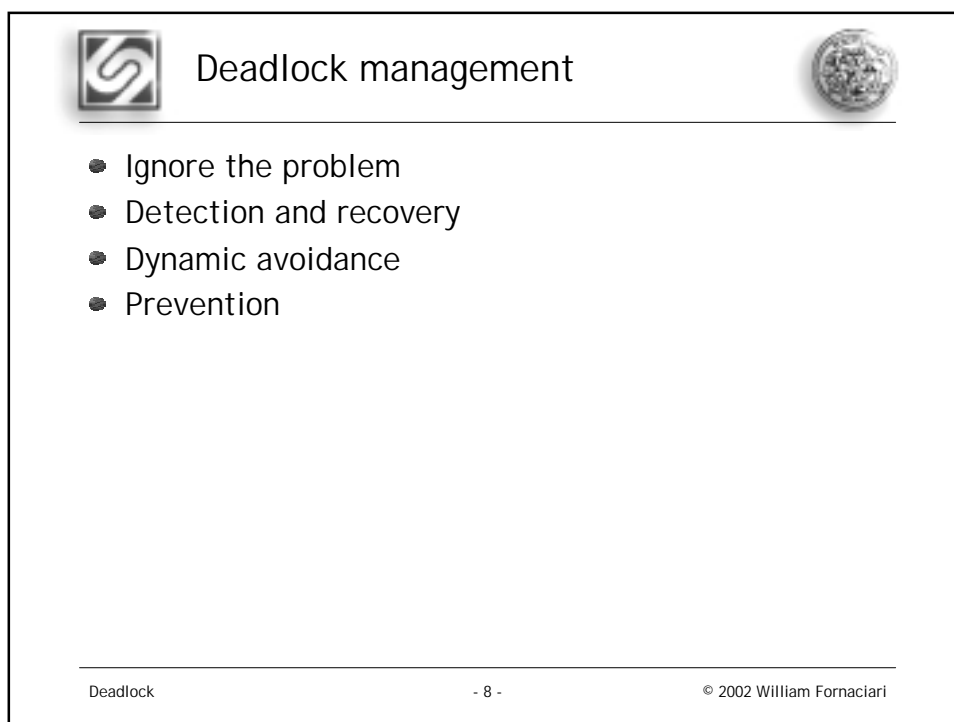 Deadlock management
Ignore the problem
Detection and recovery
Dynamic avoidance
Prevention
Deadlock - 8 - © 2002 William Fornaciari